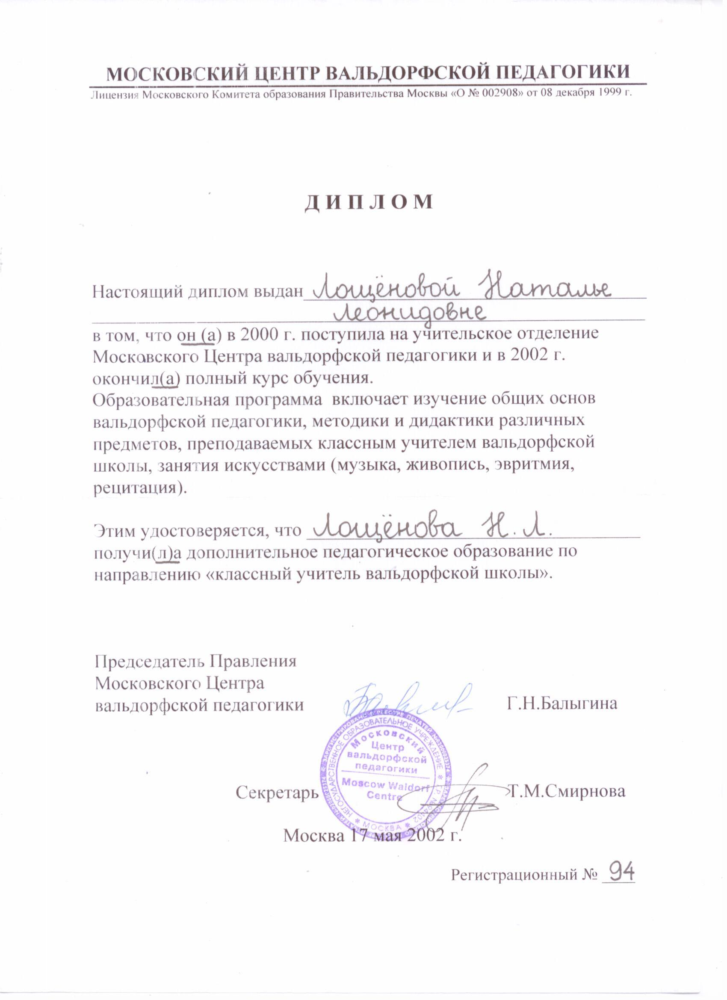 МОСКОВСКИЙ ЦЕНТР ВАЛЬДОРФСКОЙ ПЕДАГОГИКИ
Лицензия Московского Комитета образования Правительства Москвы «О № 002908» от 08 декабря 1999 г.
ДИПЛОМ
Настоящий диплом выдан Лощёновой Наталье
Леонидовне
в том, что он (а) в 2000 г. поступила на учительское отделение
Московского Центра вальдорфской педагогики и в 2002 г.
окончил(а) полный курс обучения.
Образовательная программа включает изучение общих основ
вальдорфской педагогики, методики и дидактики различных
предметов, преподаваемых классным учителем вальдорфской
школы, занятия искусствами (музыка, живопись, эвритмия,
рецитация).
Этим удостоверяется, что Лощёнова Н.Л.
получи(л)а дополнительное педагогическое образование по
направлению «классный учитель вальдорфской школы».
Председатель Правления
Московского Центра
вальдорфской педагогики Г.Н.Балыгина
НЕГОСУДАРСТВЕННОЕ ОБРАЗОВАТЕЛЬНОЕ УЧРЕЖДЕНИЕ
Московский
Центр
вальдорфской
педагогики
Moscow Waldorf
Centre
* МОСКВА *
Секретарь Т.М.Смирнова
Москва 17 мая 2002 г.
Регистрационный № 94